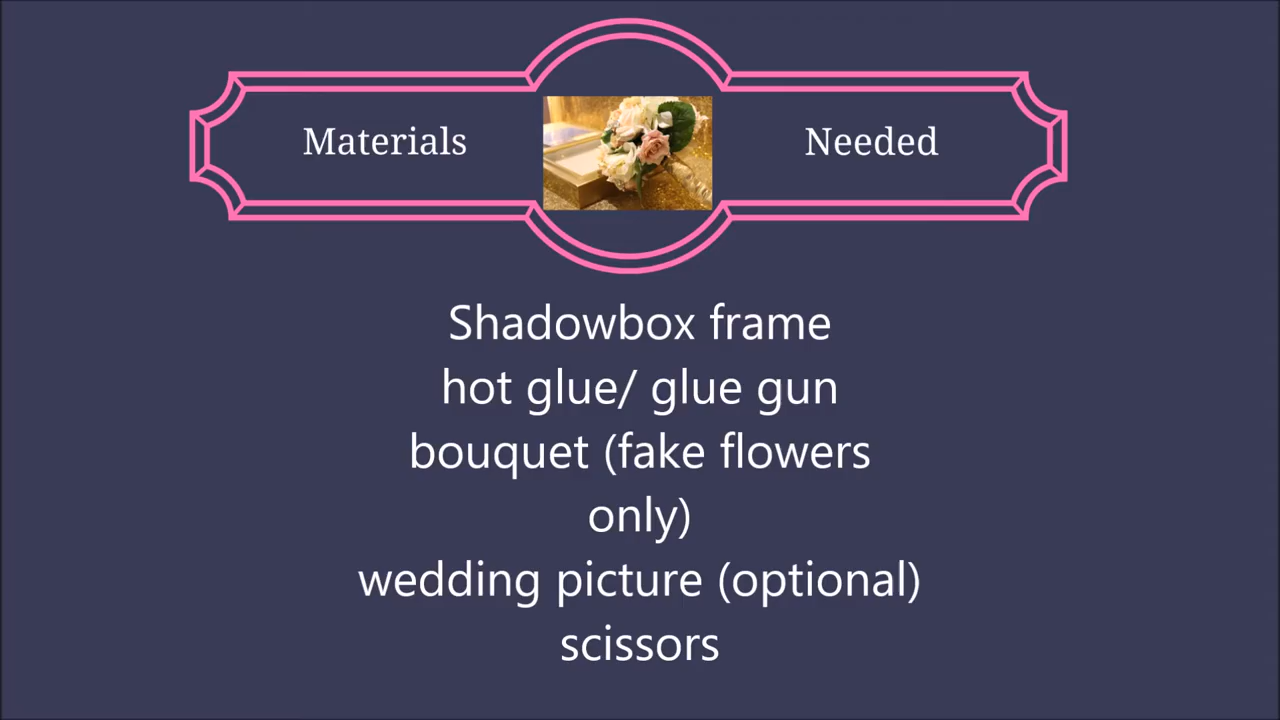 Materials Needed
Shadowbox frame
hot glue/ glue gun
bouquet (fake flowers
only)
wedding picture (optional)
scissors